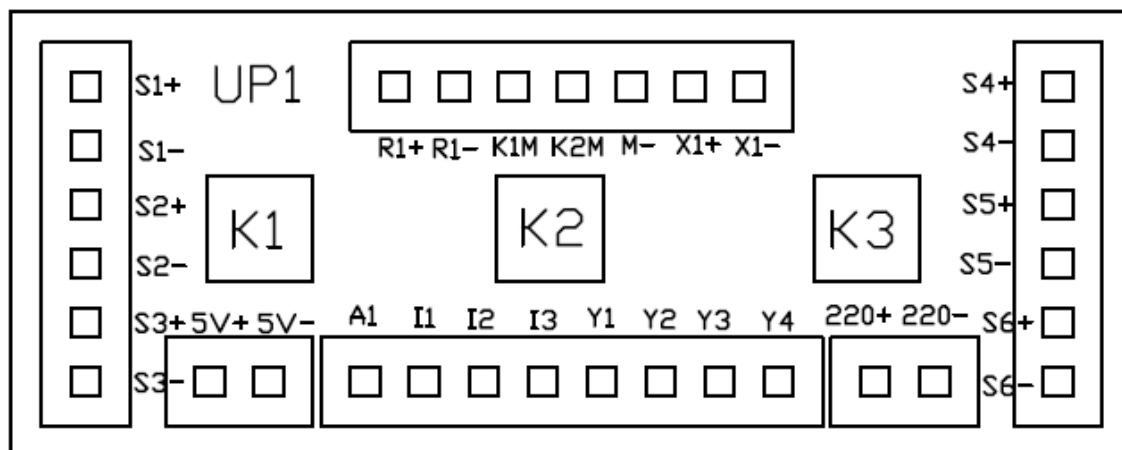 S1+ UP1 S4+
S1- R1+ R1- K1M K2M M- X1+ X1- S4-
S2+ K1 K2 K3 S5+
S2- S5-
S3+ 5V+ 5V- A1 I1 I2 I3 Y1 Y2 Y3 Y4 220+ 220- S6+
S3- S6-